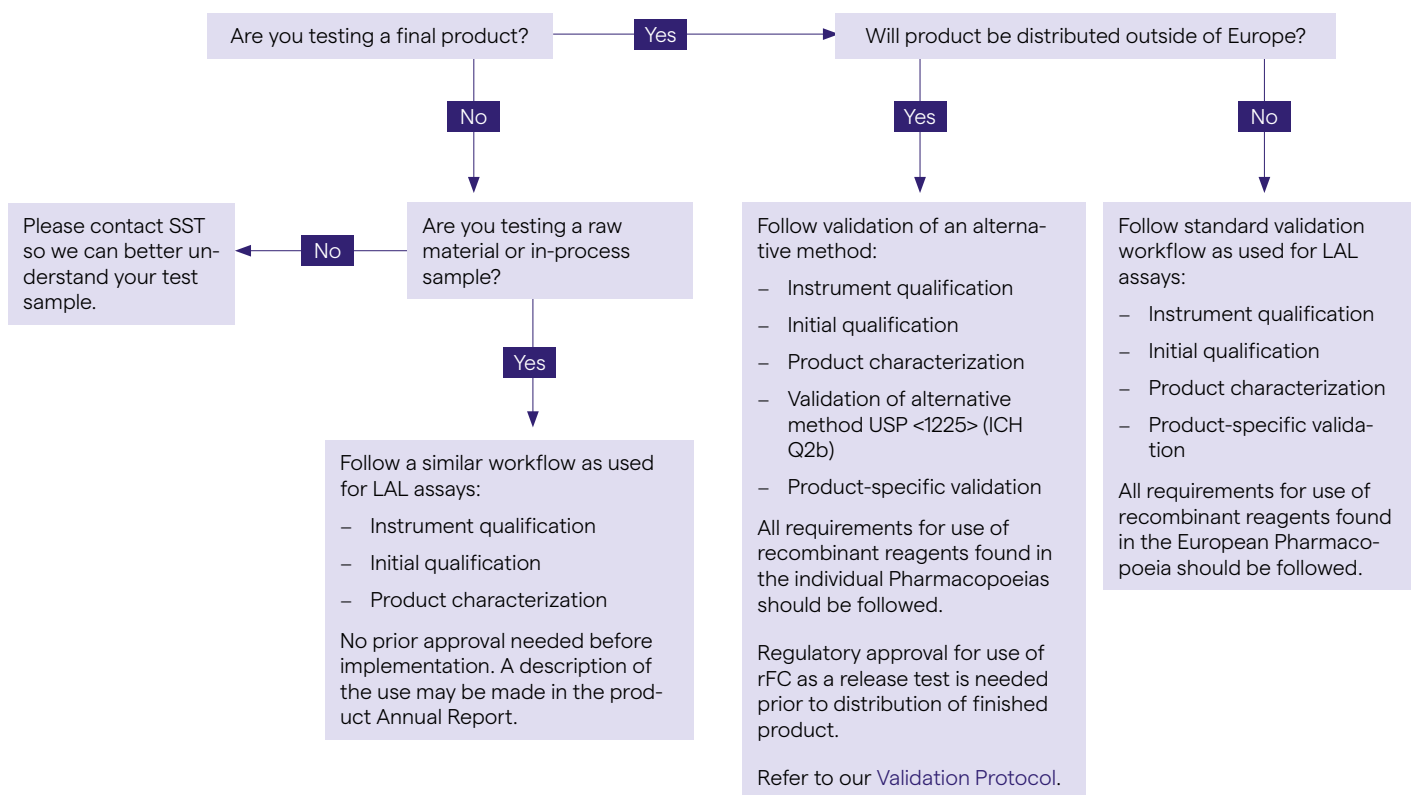 Are you testing a final product?
Yes
Will product be distributed outside of Europe?
No
Yes
No
Please contact SST
so we can better un-
derstand your test
sample.
No
Are you testing a raw
material or in-process
sample?
Yes
Follow a similar workflow as used
for LAL assays:
– Instrument qualification
– Initial qualification
– Product characterization
No prior approval needed before
implementation. A description of
the use may be made in the prod-
uct Annual Report.
Follow validation of an alterna-
tive method:
– Instrument qualification
– Initial qualification
– Product characterization
– Validation of alternative
method USP <1225> (ICH
Q2b)
– Product-specific validation
All requirements for use of
recombinant reagents found in
the individual Pharmacopoeias
should be followed.
Regulatory approval for use of
rFC as a release test is needed
prior to distribution of finished
product.
Refer to our Validation Protocol.
Follow standard validation
workflow as used for LAL
assays:
– Instrument qualification
– Initial qualification
– Product characterization
– Product-specific valida-
tion
All requirements for use of
recombinant reagents found
in the European Pharmaco-
poeia should be followed.